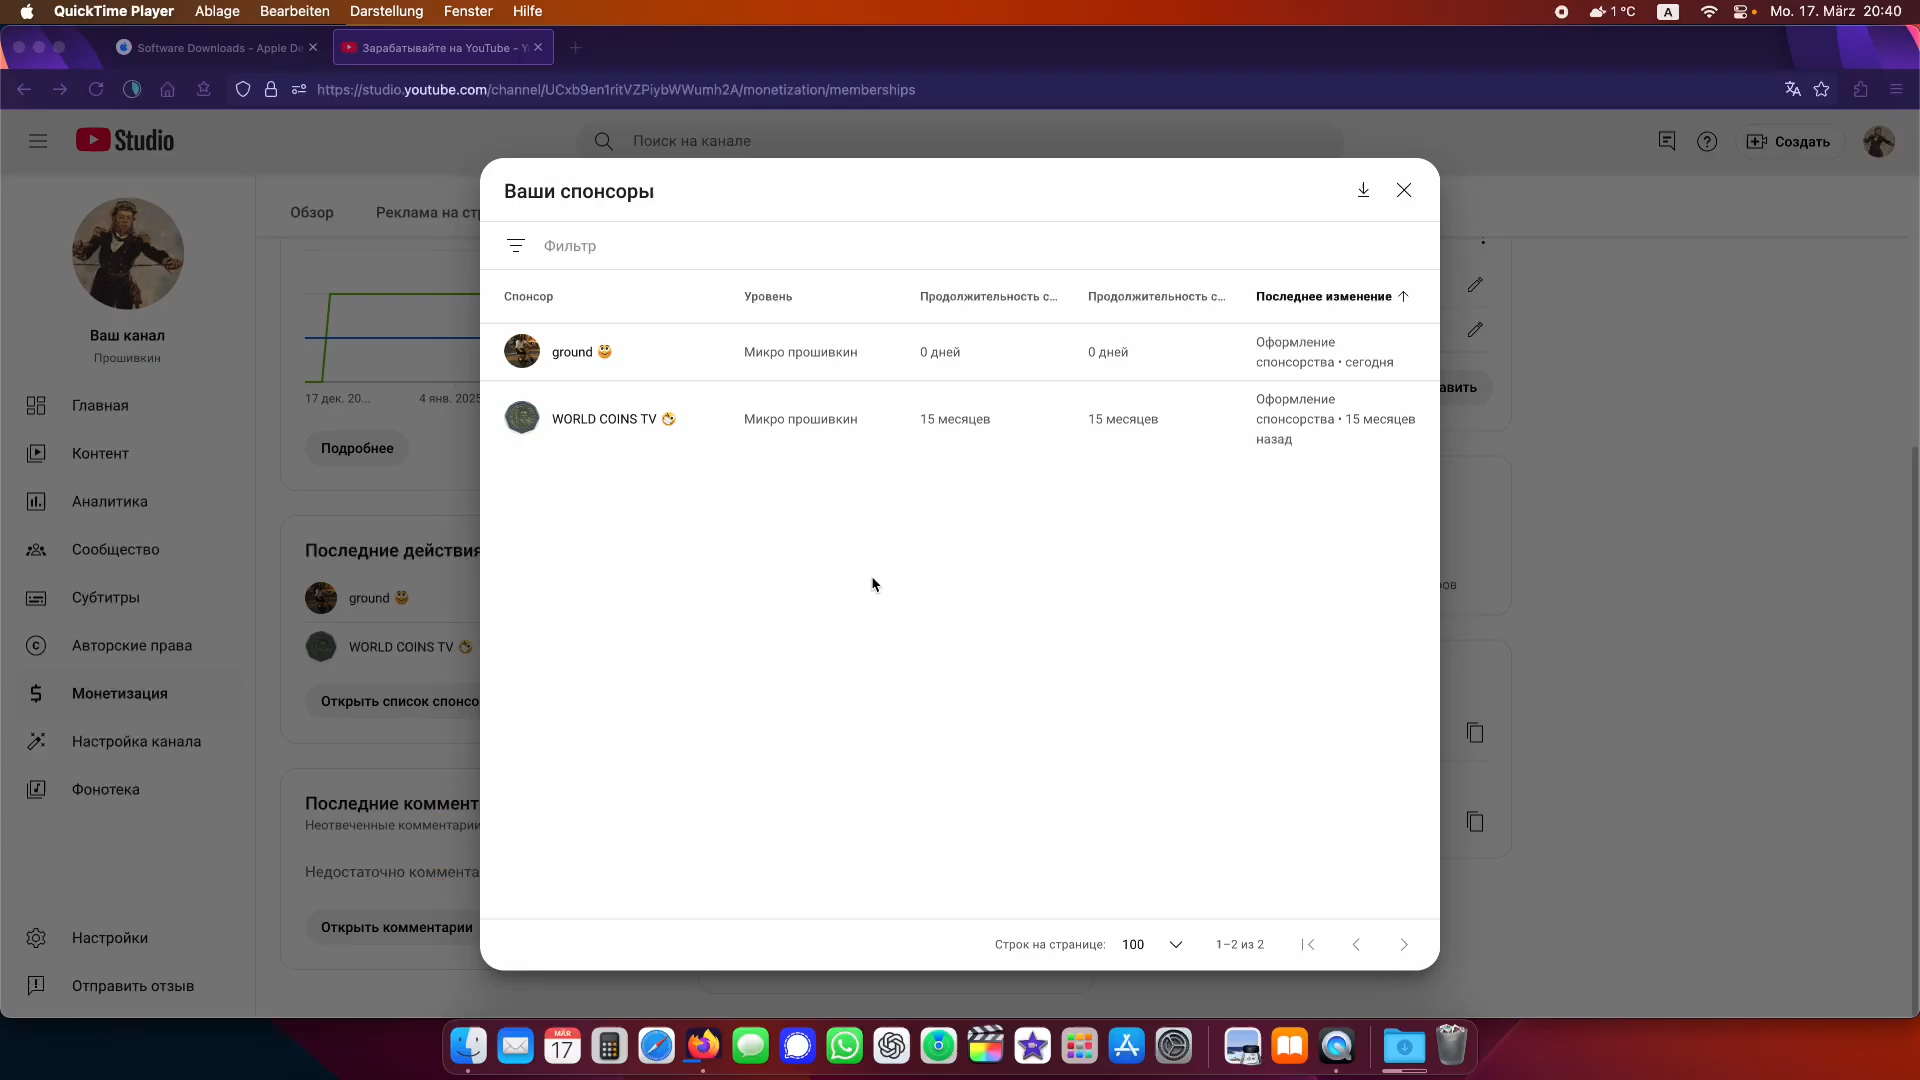 QuickTime Player Ablage Bearbeiten Darstellung Fenster Hilfe
1 °C A Mo. 17. März 20:40
Software Downloads - Apple De
Зарабатывайте на YouTube - Y
https://studio.youtube.com/channel/UCxb9en1ritVZPiybWWumh2A/monetization/memberships
Studio
Поиск на канале
Создать
Ваш канал
Прошивкин
Главная
Контент
Аналитика
Сообщество
Субтитры
Авторские права
Монетизация
Настройка канала
Фонотека
Настройки
Отправить отзыв
Обзор
Реклама на ст
17 дек. 20...
4 янв. 2025
Подробнее
Последние действия
ground
WORLD COINS TV
Открыть список спонсо
Последние коммент
Неотвеченные комментарии
Недостаточно коммента
Открыть комментарии
Ваши спонсоры
Фильтр
Спонсор
Уровень
Продолжительность с...
Продолжительность с...
Последнее изменение
ground
Микро прошивкин
0 дней
0 дней
Оформление
спонсорства • сегодня
WORLD COINS TV
Микро прошивкин
15 месяцев
15 месяцев
Оформление
спонсорства • 15 месяцев
назад
Строк на странице: 100
1–2 из 2
авить
ов
MÄR
17